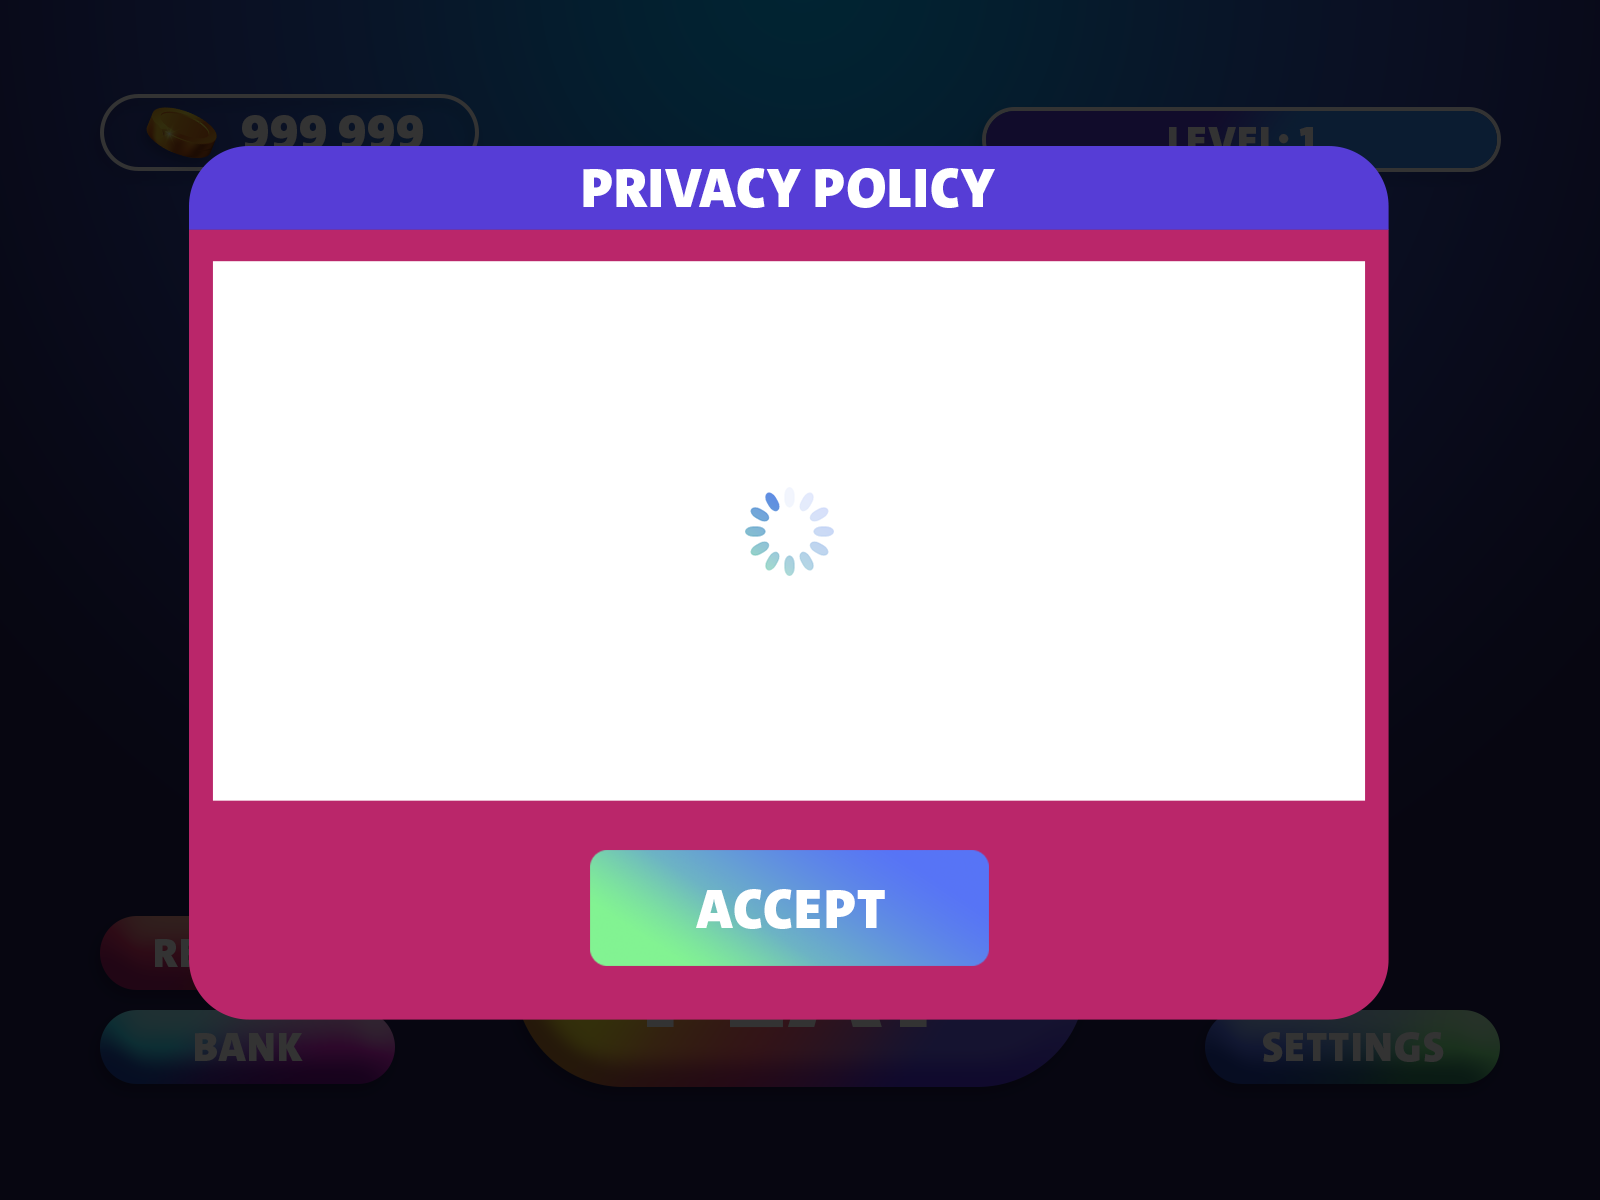 999 999
LEVEL: 1
PRIVACY POLICY
ACCEPT
BANK
SETTINGS